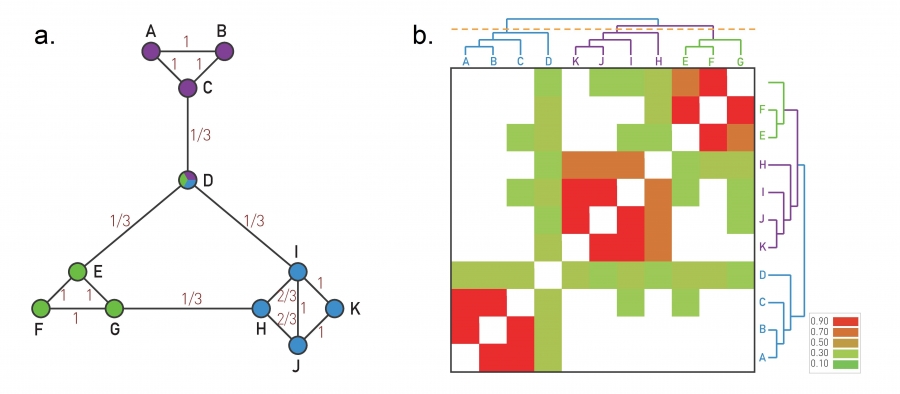 a.
A B
1
1 1
C
1/3
D
1/3 1/3
E
I
1 1
2/3 1 1
F 1 G
1/3
H
K
2/3 1
J
b.
A B C D K J I H E F G
F
E
H
I
J
K
D
C
B
A
0.90
0.70
0.50
0.30
0.10